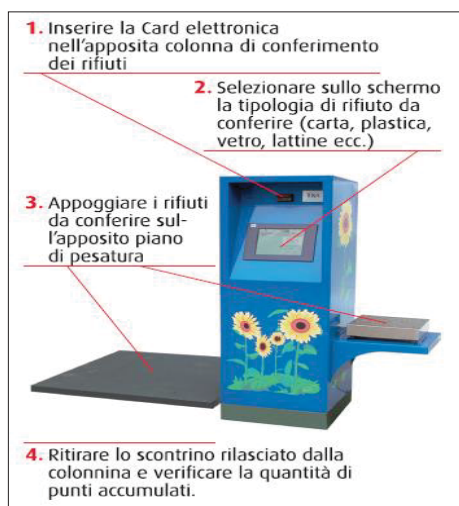 1. Inserire la Card elettronica
nell'apposita colonna di conferimento
dei rifiuti
2. Selezionare sullo schermo
la tipologia di rifiuto da
conferire (carta, plastica,
vetro, lattine ecc.)
3. Appoggiare i rifiuti
da conferire sul-
l'apposito piano
di pesatura
4. Ritirare lo scontrino rilasciato dalla
colonnina e verificare la quantità di
punti accumulati.